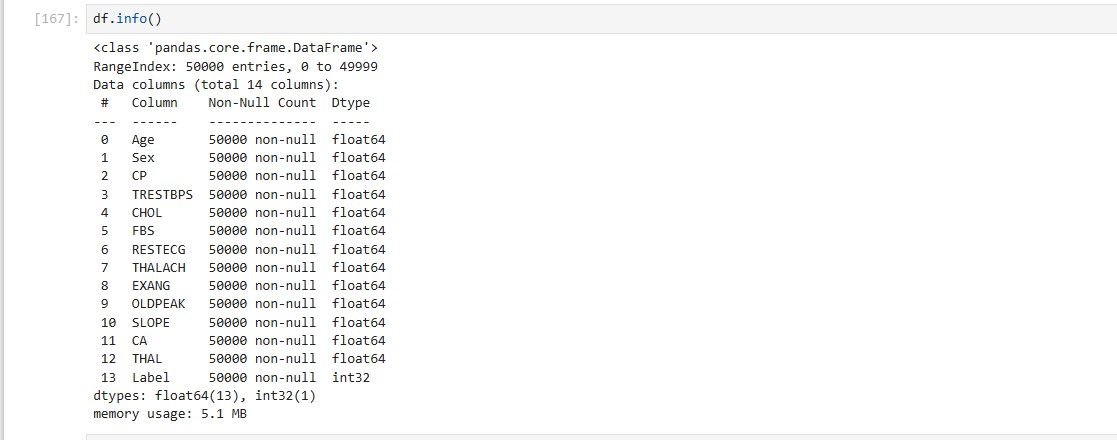 [167]: df.info()
<class 'pandas.core.frame.DataFrame'>
RangeIndex: 50000 entries, 0 to 49999
Data columns (total 14 columns):
 #   Column    Non-Null Count  Dtype
---  ------    --------------  -----
 0   Age       50000 non-null  float64
 1   Sex       50000 non-null  float64
 2   CP        50000 non-null  float64
 3   TRESTBPS  50000 non-null  float64
 4   CHOL      50000 non-null  float64
 5   FBS       50000 non-null  float64
 6   RESTECG   50000 non-null  float64
 7   THALACH   50000 non-null  float64
 8   EXANG     50000 non-null  float64
 9   OLDPEAK   50000 non-null  float64
 10  SLOPE     50000 non-null  float64
 11  CA        50000 non-null  float64
 12  THAL      50000 non-null  float64
 13  Label     50000 non-null  int32
dtypes: float64(13), int32(1)
memory usage: 5.1 MB